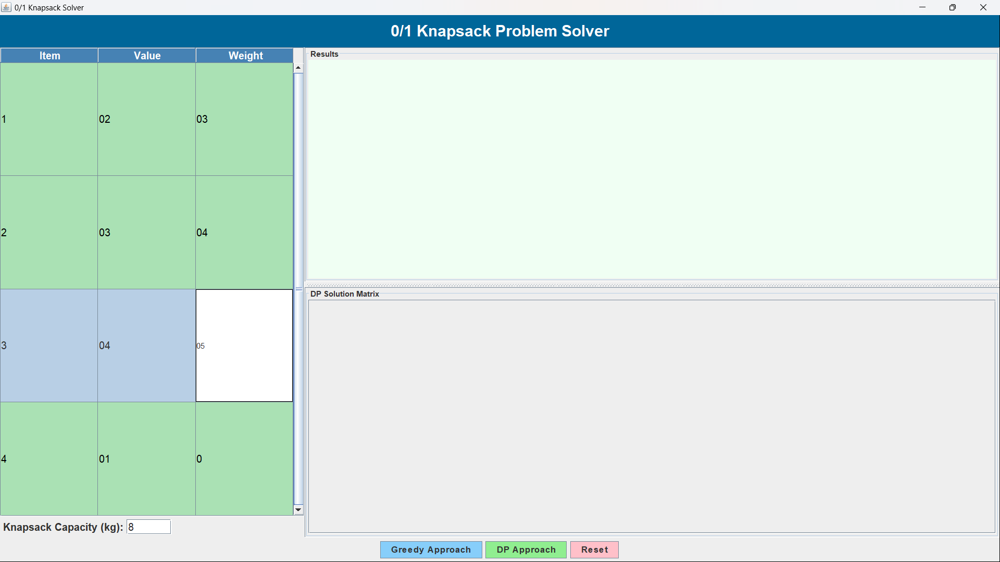 0/1 Knapsack Solver
0/1 Knapsack Problem Solver
Item Value Weight
1 02 03
2 03 04
3 04 05
4 01 0
Knapsack Capacity (kg): 8
Results
DP Solution Matrix
Greedy Approach DP Approach Reset